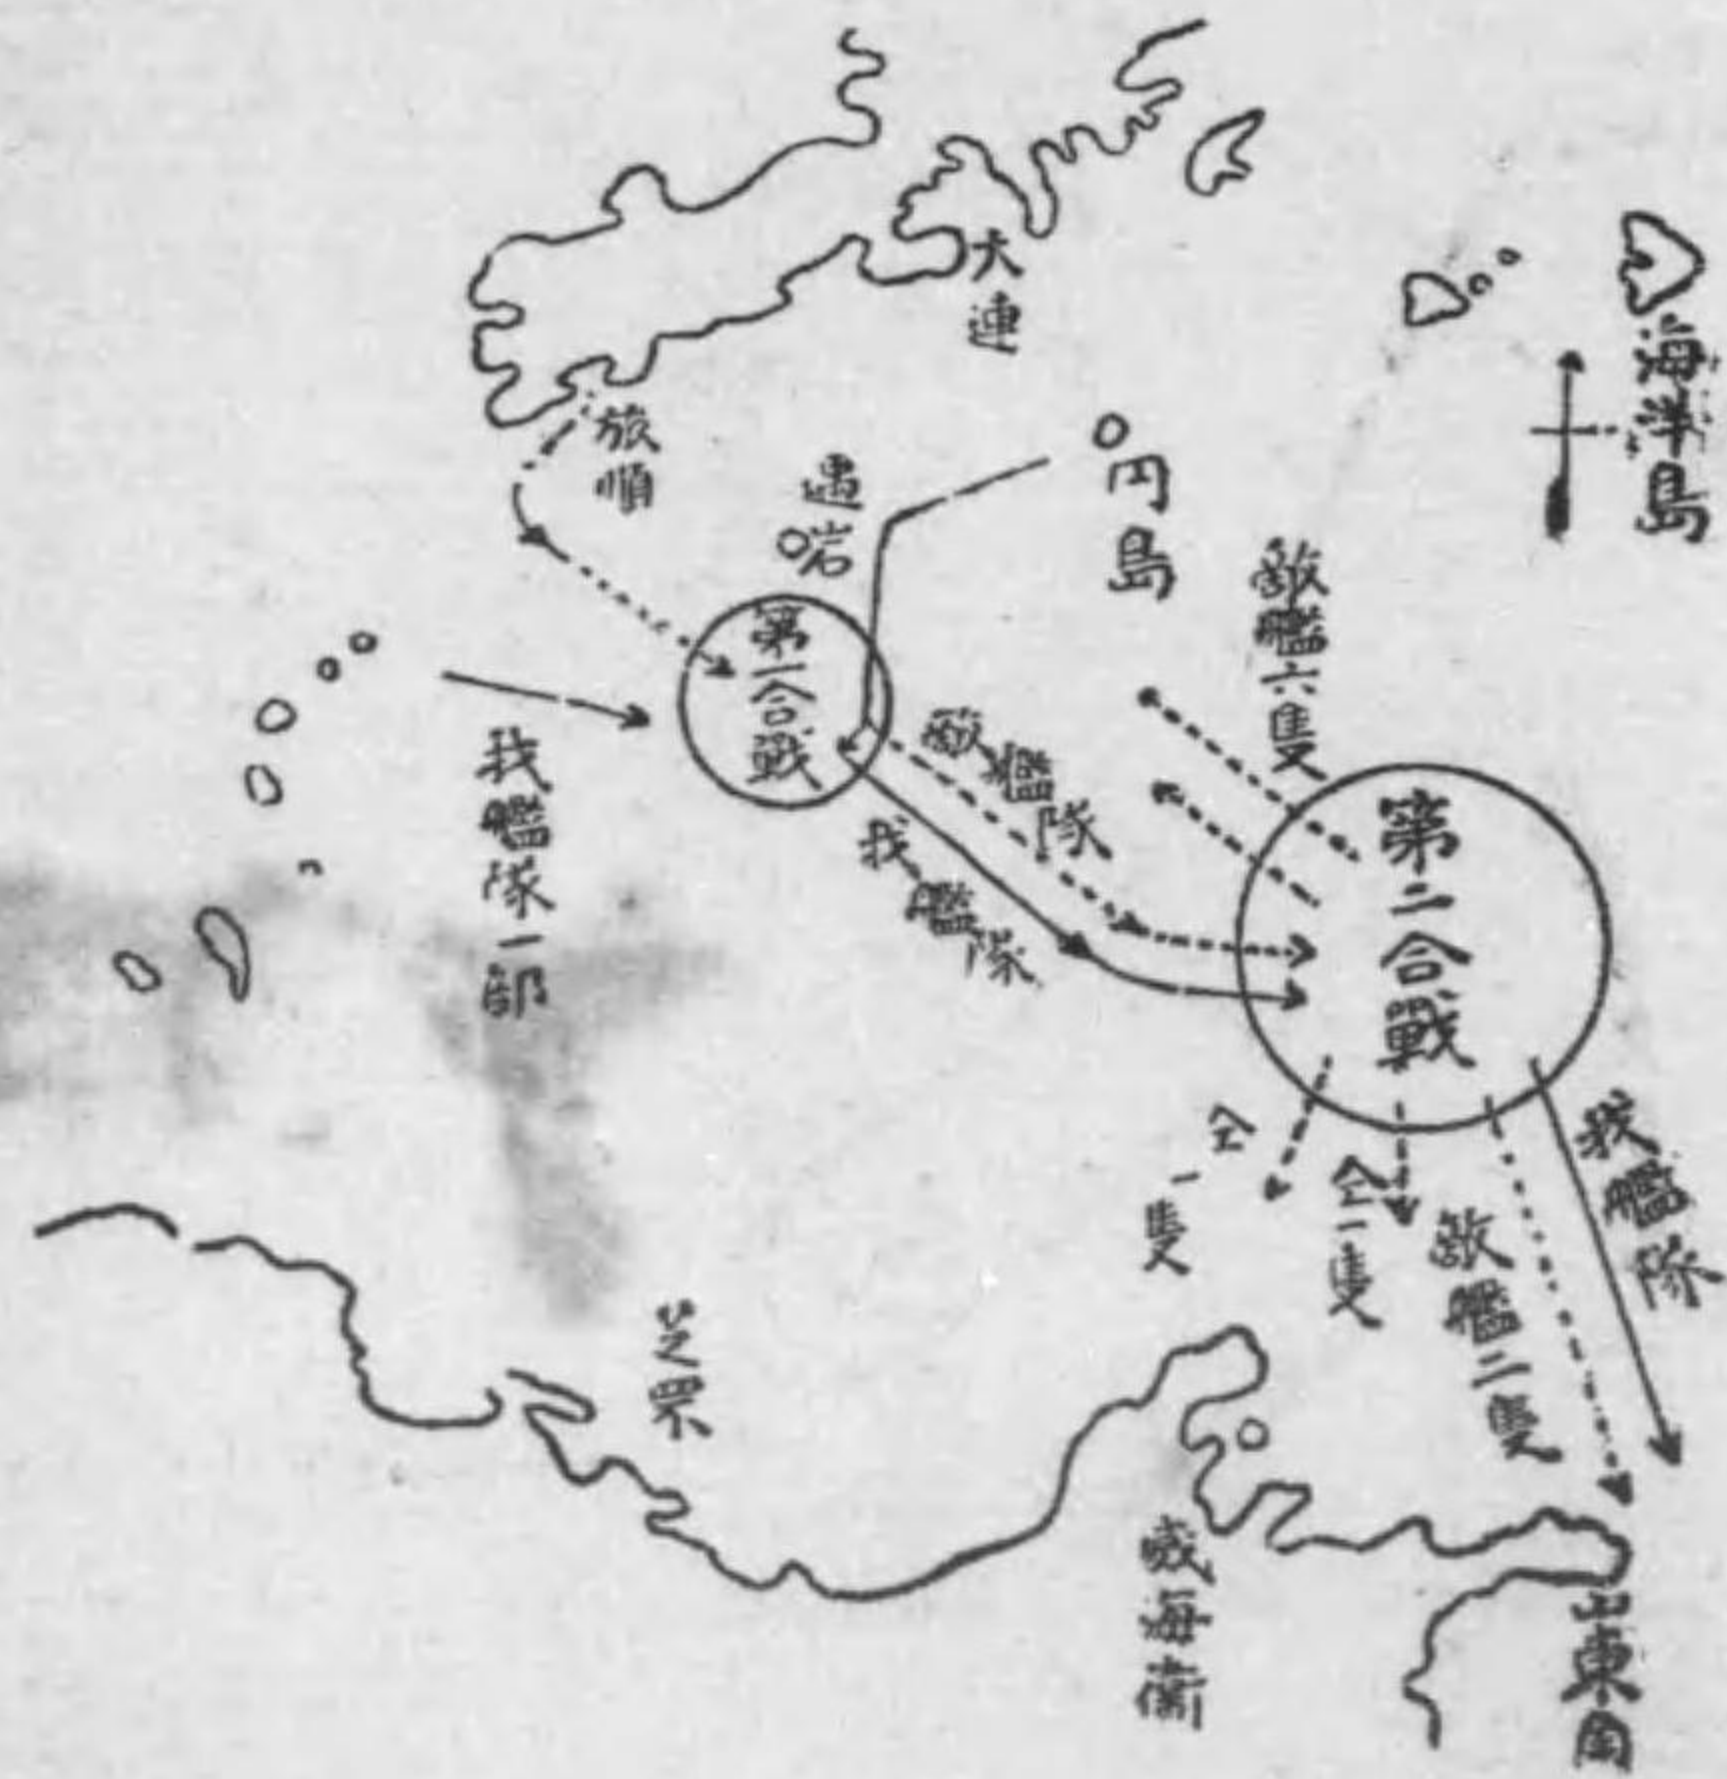 海洋島
大連
円島
旅順
遇岩
敵艦六隻
第一合戦
敵艦隊
我艦隊
我艦隊一部
第二合戰
我艦隊
敵艦二隻
仝一隻
仝一隻
芝罘
威海衛
山東角